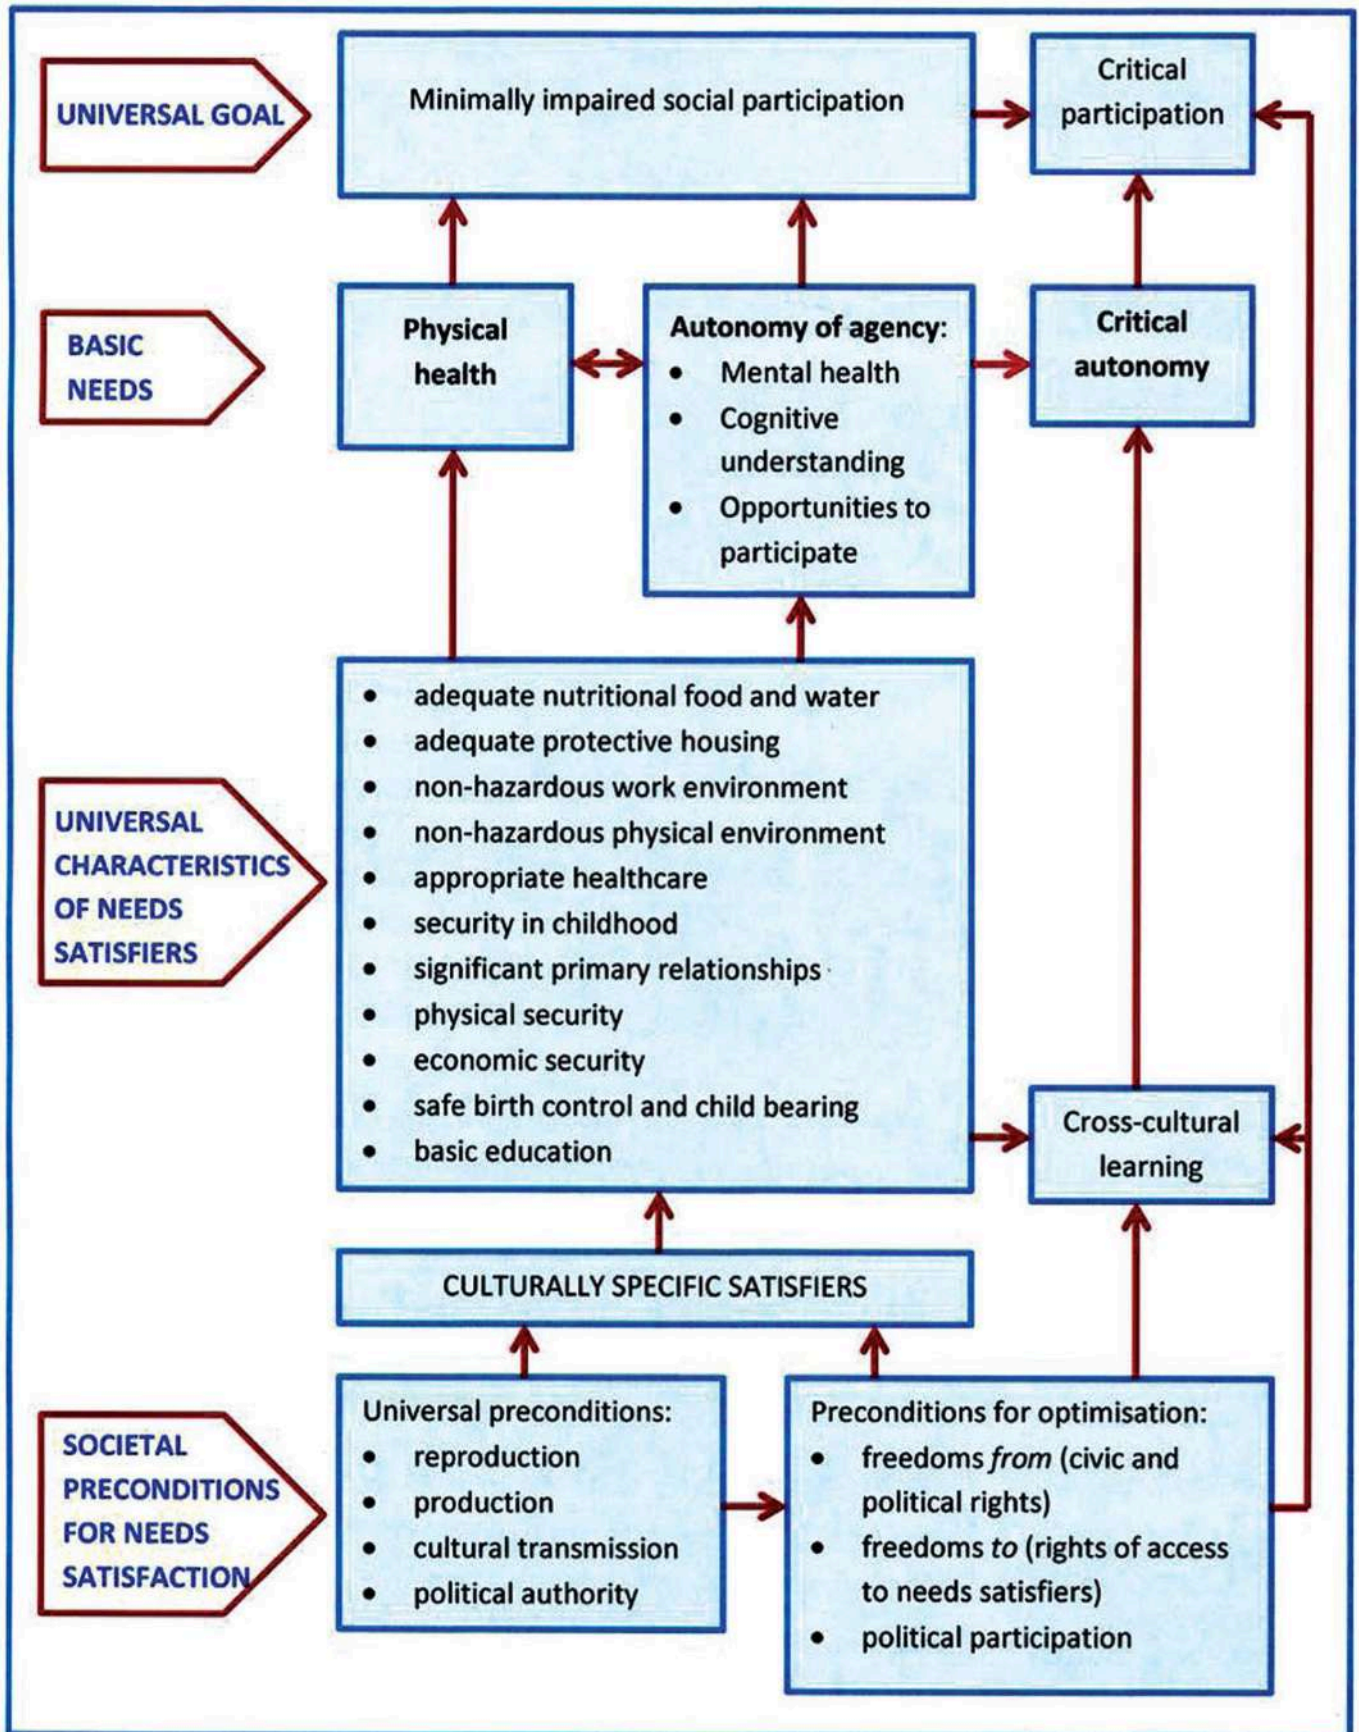 UNIVERSAL GOAL
Minimally impaired social participation
Critical
participation
BASIC
NEEDS
Physical
health
Autonomy of agency:
• Mental health
• Cognitive
understanding
• Opportunities to
participate
Critical
autonomy
UNIVERSAL
CHARACTERISTICS
OF NEEDS
SATISFIERS
• adequate nutritional food and water
• adequate protective housing
• non-hazardous work environment
• non-hazardous physical environment
• appropriate healthcare
• security in childhood
• significant primary relationships
• physical security
• economic security
• safe birth control and child bearing
• basic education
Cross-cultural
learning
CULTURALLY SPECIFIC SATISFIERS
SOCIETAL
PRECONDITIONS
FOR NEEDS
SATISFACTION
Universal preconditions:
• reproduction
• production
• cultural transmission
• political authority
Preconditions for optimisation:
• freedoms from (civic and
political rights)
• freedoms to (rights of access
to needs satisfiers)
• political participation